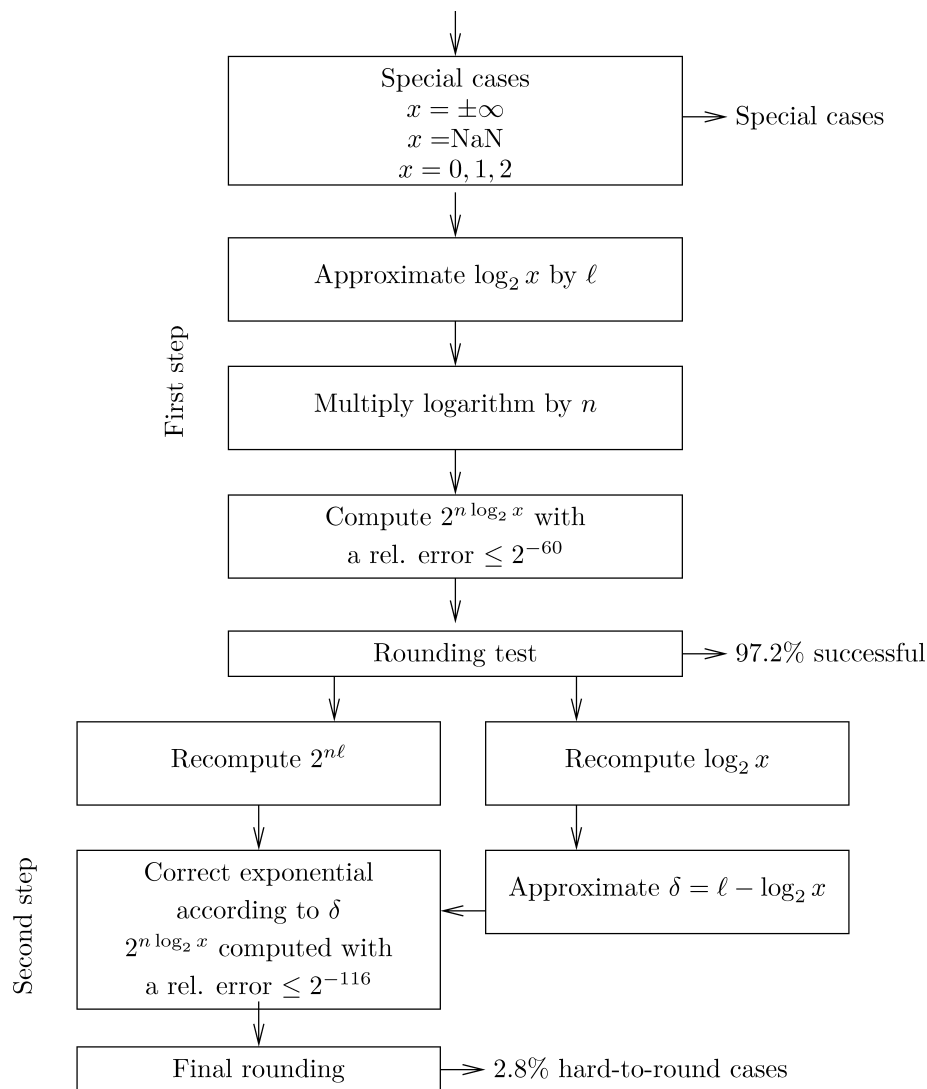 Special cases
x = ±∞
x =NaN
x = 0, 1, 2
Special cases
Approximate log₂ x by ℓ
First step
Multiply logarithm by n
Compute 2^{n log₂ x} with
a rel. error ≤ 2^{−60}
Rounding test
97.2% successful
Recompute 2^{nℓ}
Recompute log₂ x
Second step
Correct exponential
according to δ
2^{n log₂ x} computed with
a rel. error ≤ 2^{−116}
Approximate δ = ℓ − log₂ x
Final rounding
2.8% hard-to-round cases